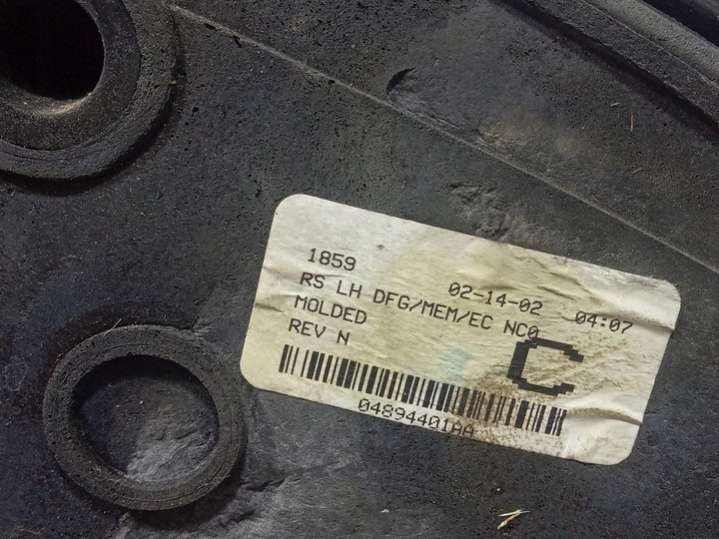 1859
02-14-02 04:07
RS LH DFG/MEM/EC NC0
MOLDED
REV N
C
04894401AA